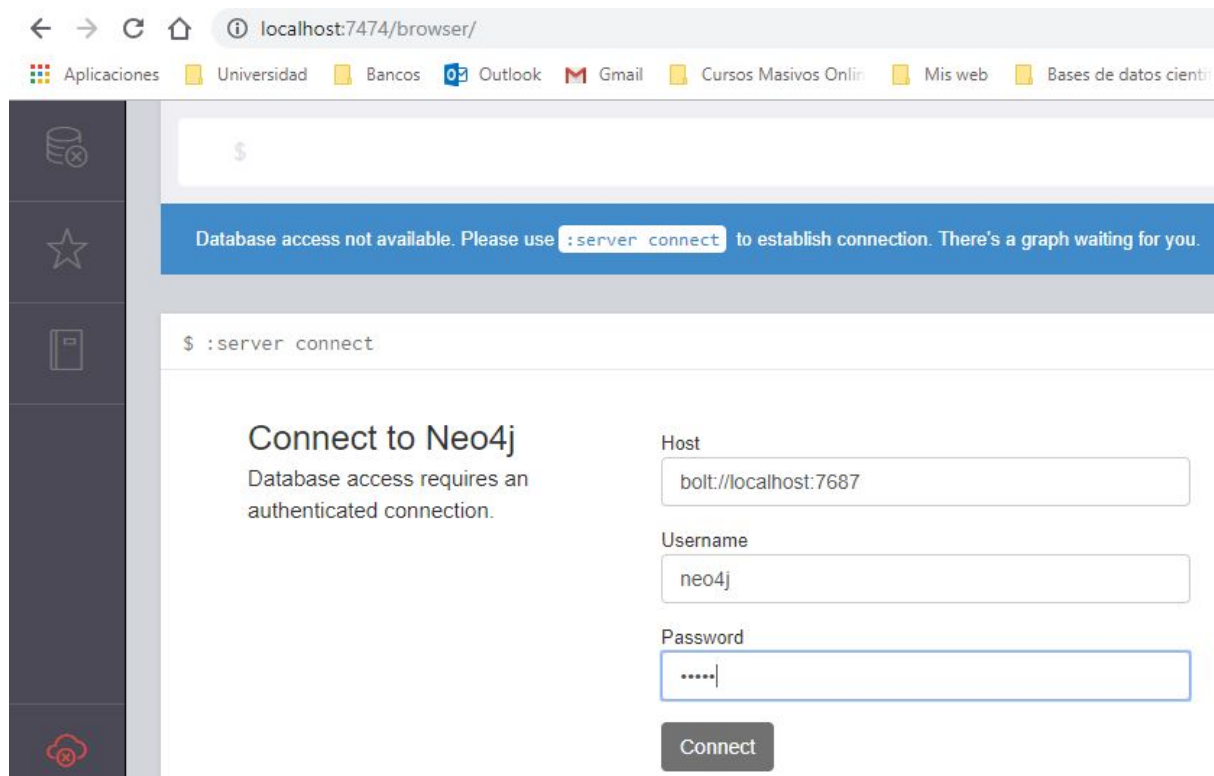 localhost:7474/browser/
Aplicaciones Universidad Bancos Outlook Gmail Cursos Masivos Onlin Mis web Bases de datos cientí
$
Database access not available. Please use :server connect to establish connection. There's a graph waiting for you.
$ :server connect
Connect to Neo4j
Database access requires an
authenticated connection.
Host
bolt://localhost:7687
Username
neo4j
Password
•••••
Connect